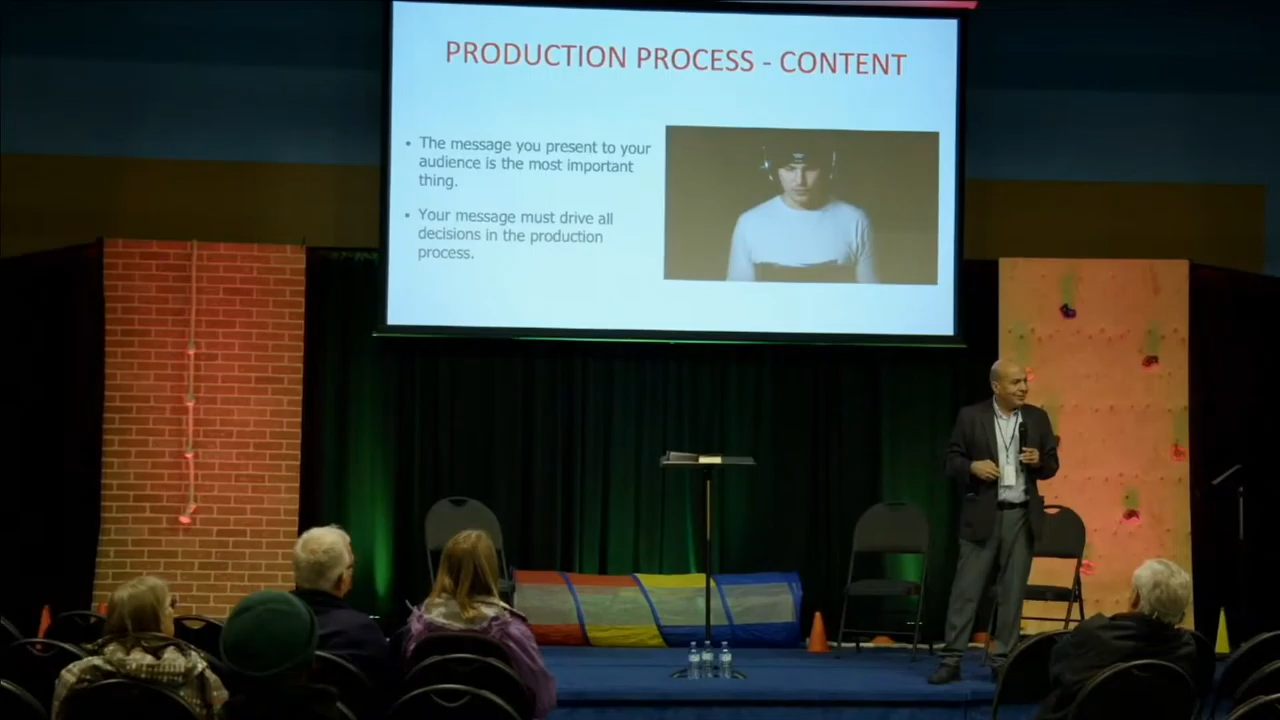 PRODUCTION PROCESS - CONTENT
• The message you present to your
audience is the most important
thing.
• Your message must drive all
decisions in the production
process.